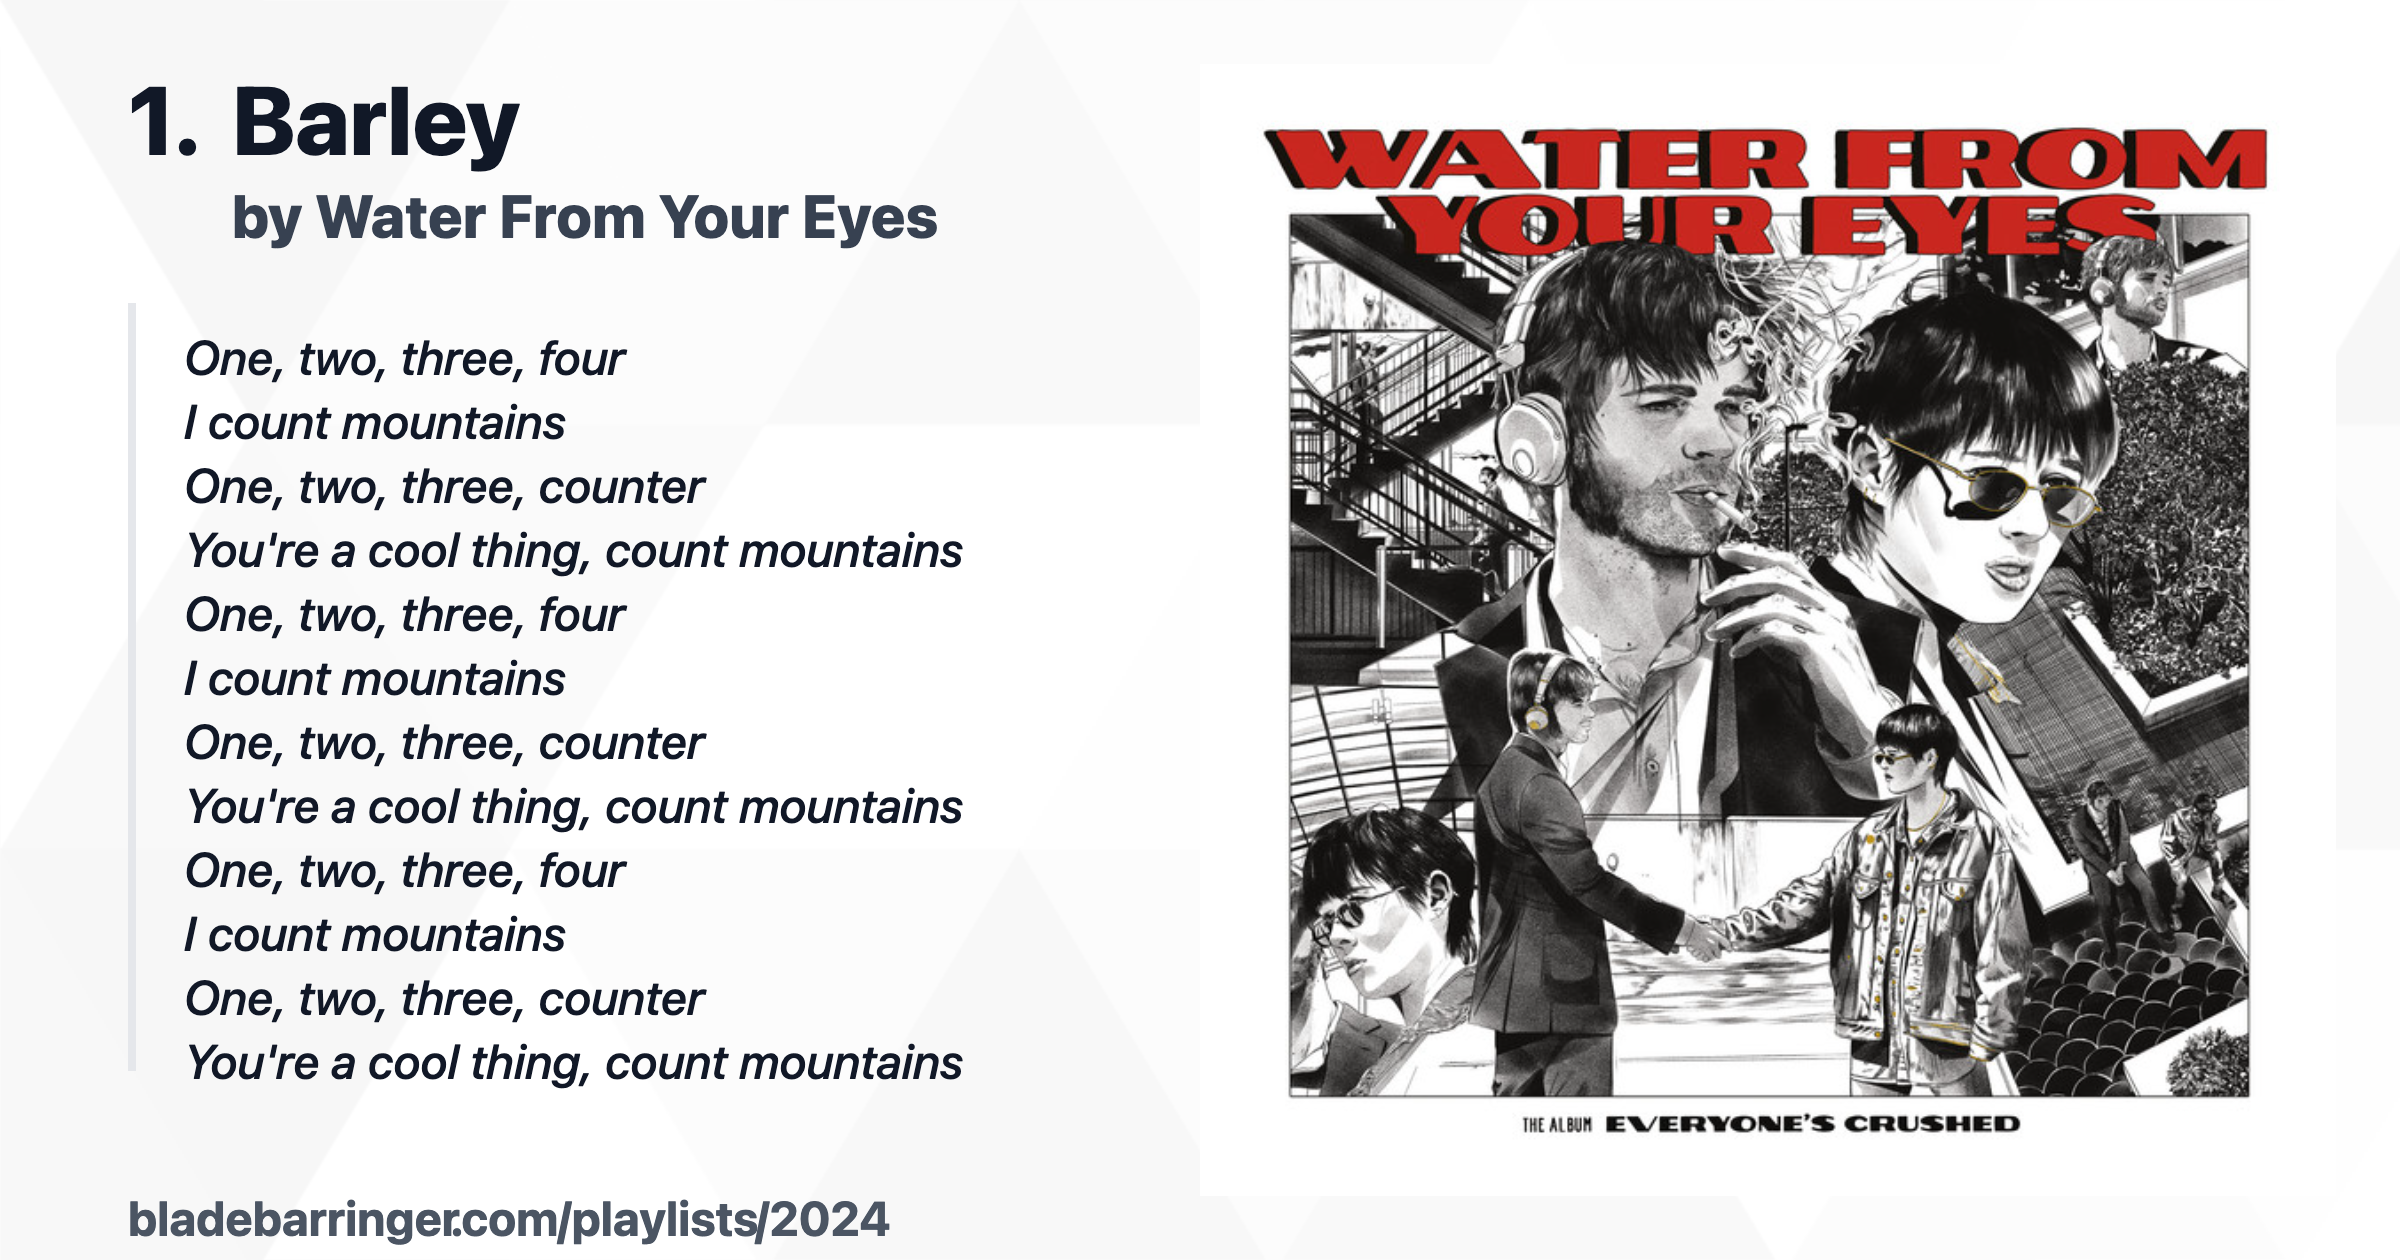 1. Barley
by Water From Your Eyes
One, two, three, four
I count mountains
One, two, three, counter
You're a cool thing, count mountains
One, two, three, four
I count mountains
One, two, three, counter
You're a cool thing, count mountains
One, two, three, four
I count mountains
One, two, three, counter
You're a cool thing, count mountains
bladebarringer.com/playlists/2024
WATER FROM
YOUR EYES
THE ALBUM EVERYONE'S CRUSHED